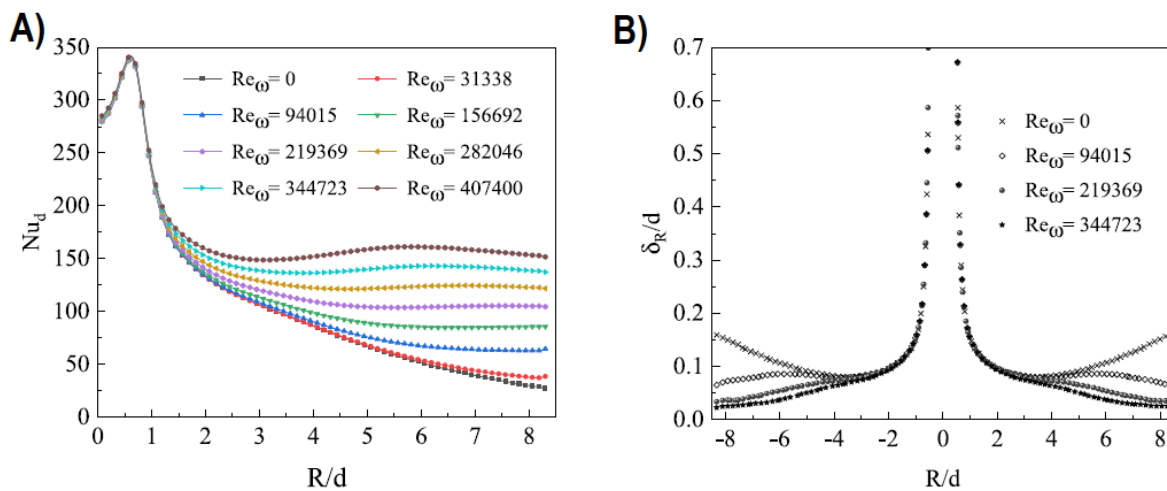 A)
350
300
250
200
150
100
50
0
Nu_d
Re_ω= 0
Re_ω= 31338
Re_ω= 94015
Re_ω= 156692
Re_ω= 219369
Re_ω= 282046
Re_ω= 344723
Re_ω= 407400
0 1 2 3 4 5 6 7 8
R/d
B)
0.7
0.6
0.5
0.4
0.3
0.2
0.1
0.0
δ_R/d
Re_ω= 0
Re_ω= 94015
Re_ω= 219369
Re_ω= 344723
-8 -6 -4 -2 0 2 4 6 8
R/d